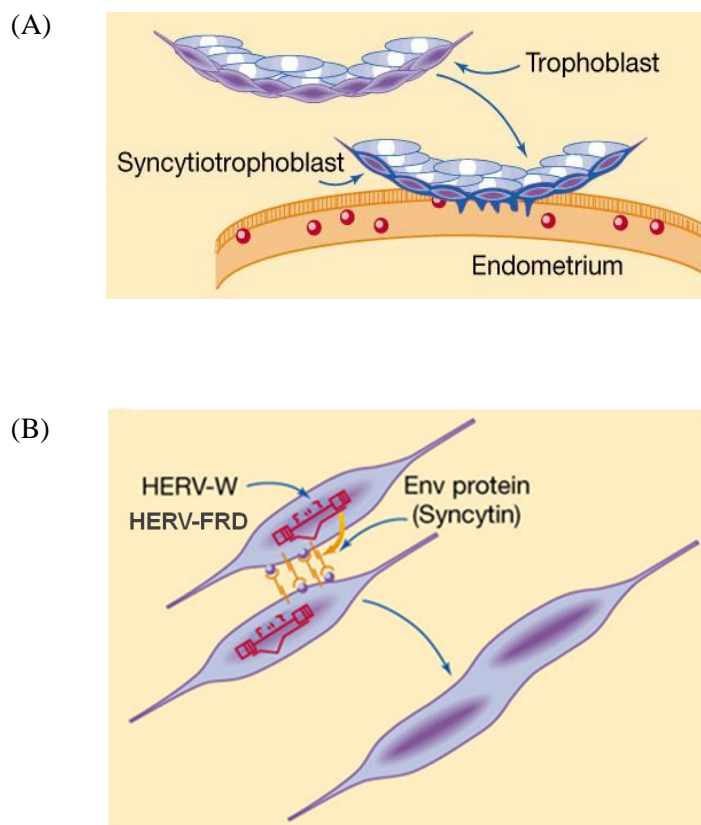 (A)
Trophoblast
Syncytiotrophoblast
Endometrium
(B)
HERV-W
HERV-FRD
Env protein
(Syncytin)